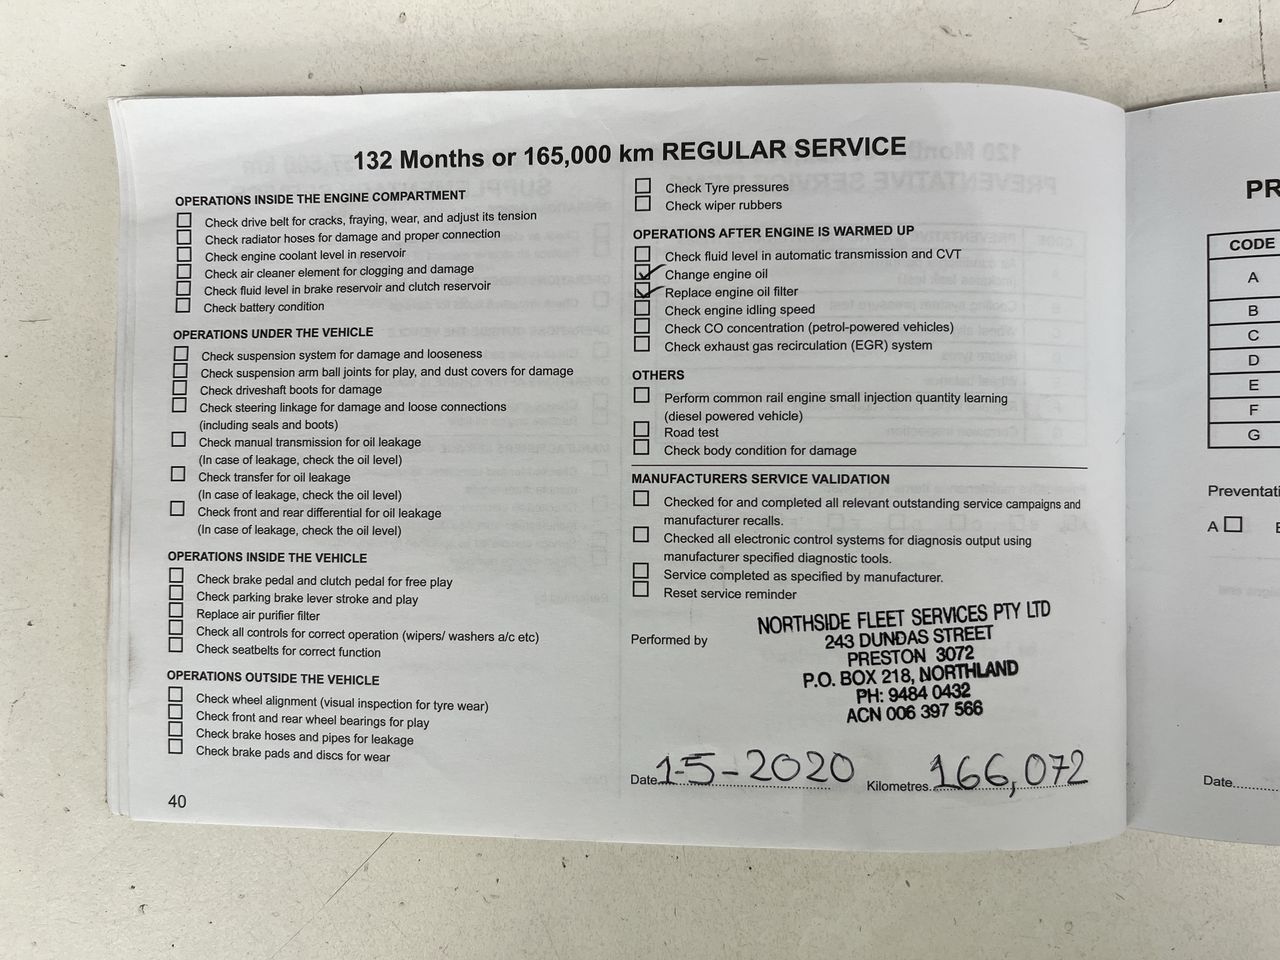 132 Months or 165,000 km REGULAR SERVICE
OPERATIONS INSIDE THE ENGINE COMPARTMENT
Check drive belt for cracks, fraying, wear, and adjust its tension
Check radiator hoses for damage and proper connection
Check engine coolant level in reservoir
Check air cleaner element for clogging and damage
Check fluid level in brake reservoir and clutch reservoir
Check battery condition
OPERATIONS UNDER THE VEHICLE
Check suspension system for damage and looseness
Check suspension arm ball joints for play, and dust covers for damage
Check driveshaft boots for damage
Check steering linkage for damage and loose connections
(including seals and boots)
Check manual transmission for oil leakage
(In case of leakage, check the oil level)
Check transfer for oil leakage
(In case of leakage, check the oil level)
Check front and rear differential for oil leakage
(In case of leakage, check the oil level)
OPERATIONS INSIDE THE VEHICLE
Check brake pedal and clutch pedal for free play
Check parking brake lever stroke and play
Replace air purifier filter
Check all controls for correct operation (wipers/ washers a/c etc)
Check seatbelts for correct function
OPERATIONS OUTSIDE THE VEHICLE
Check wheel alignment (visual inspection for tyre wear)
Check front and rear wheel bearings for play
Check brake hoses and pipes for leakage
Check brake pads and discs for wear
40
Check Tyre pressures
Check wiper rubbers
OPERATIONS AFTER ENGINE IS WARMED UP
Check fluid level in automatic transmission and CVT
Change engine oil
Replace engine oil filter
Check engine idling speed
Check CO concentration (petrol-powered vehicles)
Check exhaust gas recirculation (EGR) system
OTHERS
Perform common rail engine small injection quantity learning
(diesel powered vehicle)
Road test
Check body condition for damage
MANUFACTURERS SERVICE VALIDATION
Checked for and completed all relevant outstanding service campaigns and
manufacturer recalls.
Checked all electronic control systems for diagnosis output using
manufacturer specified diagnostic tools.
Service completed as specified by manufacturer.
Reset service reminder
Performed by
NORTHSIDE FLEET SERVICES PTY LTD
243 DUNDAS STREET
PRESTON 3072
P.O. BOX 218, NORTHLAND
PH: 9484 0432
ACN 006 397 566
Date 1-5-2020 Kilometres 166,072
PR
CODE
A
B
C
D
E
F
G
Preventati
A
Date